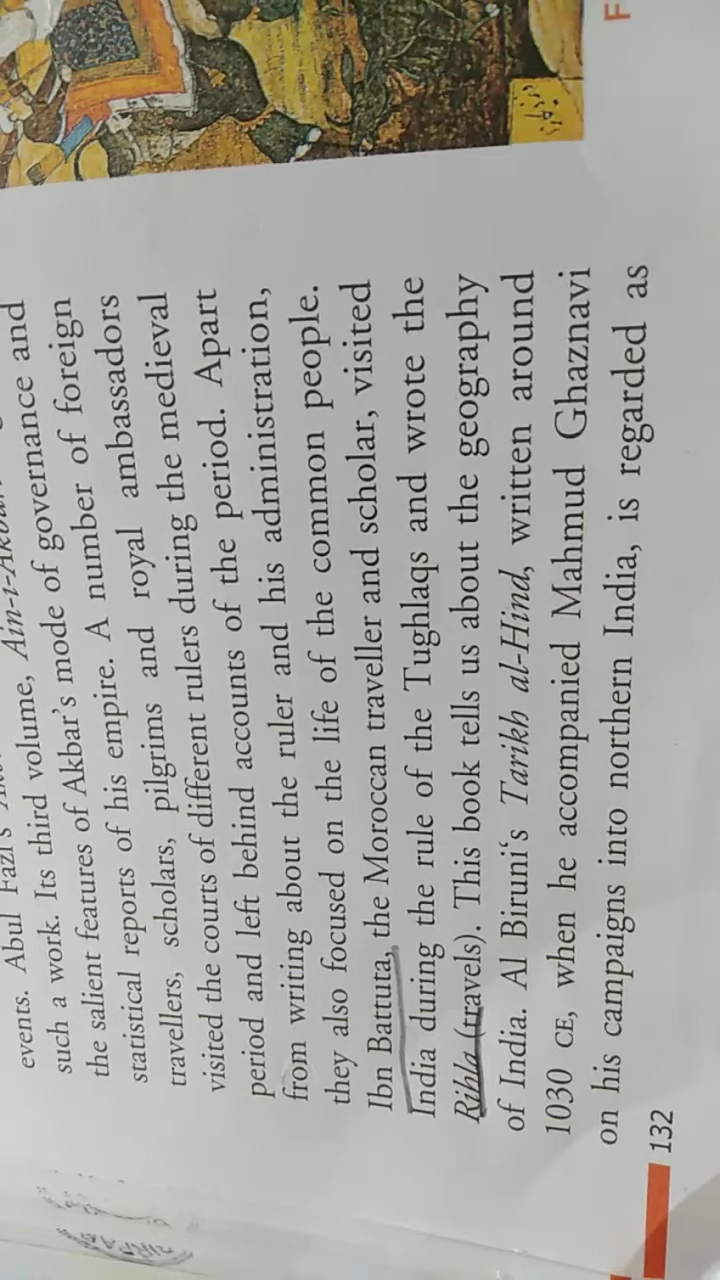 events. Abul Fazl's
such a work. Its third volume, Ain-i-Akbari
the salient features of Akbar's mode of governance and
statistical reports of his empire. A number of foreign
travellers, scholars, pilgrims and royal ambassadors
visited the courts of different rulers during the medieval
period and left behind accounts of the period. Apart
from writing about the ruler and his administration,
they also focused on the life of the common people.
Ibn Battuta, the Moroccan traveller and scholar, visited
India during the rule of the Tughlaqs and wrote the
Rihla (travels). This book tells us about the geography
of India. Al Biruni‘s Tarikh al-Hind, written around
1030 CE, when he accompanied Mahmud Ghaznavi
on his campaigns into northern India, is regarded as
132
F